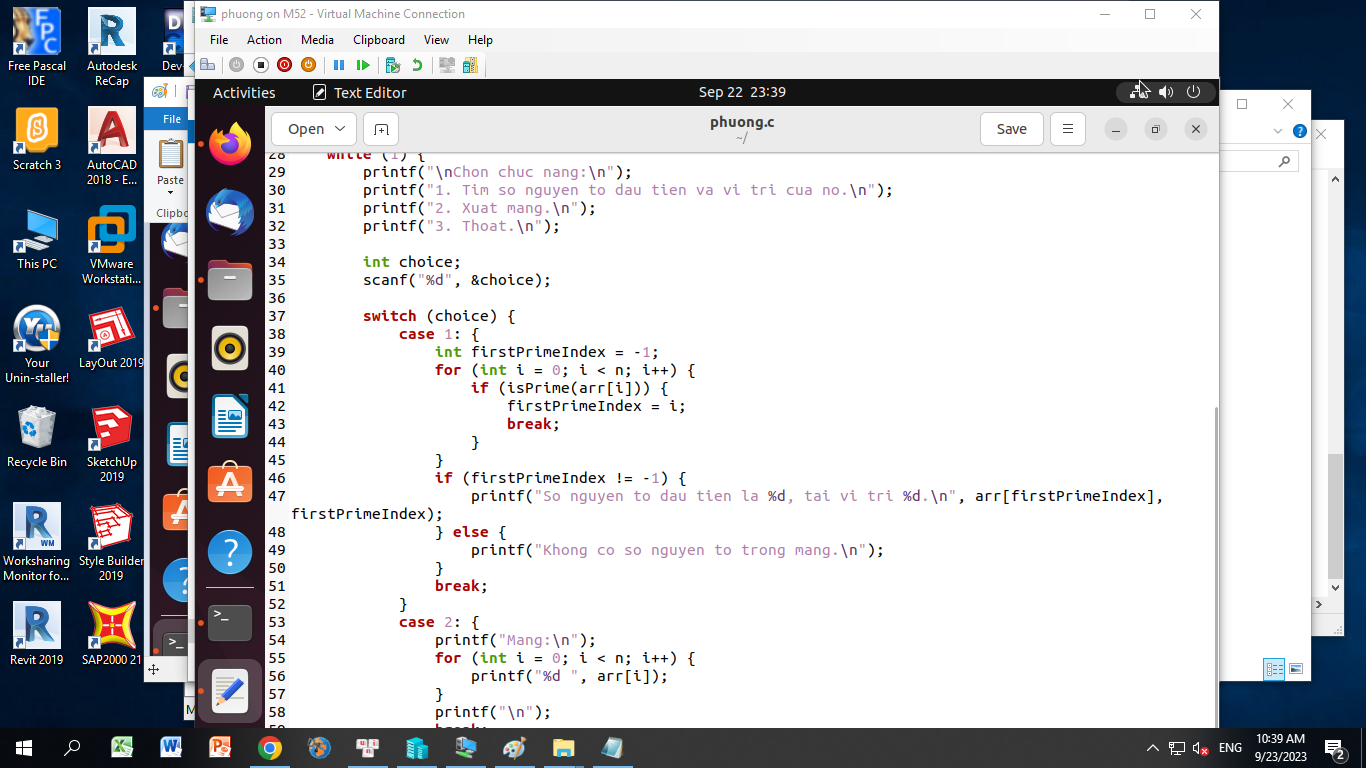 phuong on M52 - Virtual Machine Connection
File Action Media Clipboard View Help
Activities Text Editor Sep 22 23:39
Open phuong.c Save
~/
28 while (1) {
29 printf("\nChon chuc nang:\n");
30 printf("1. Tim so nguyen to dau tien va vi tri cua no.\n");
31 printf("2. Xuat mang.\n");
32 printf("3. Thoat.\n");
33
34 int choice;
35 scanf("%d", &choice);
36
37 switch (choice) {
38 case 1: {
39 int firstPrimeIndex = -1;
40 for (int i = 0; i < n; i++) {
41 if (isPrime(arr[i])) {
42 firstPrimeIndex = i;
43 break;
44 }
45 }
46 if (firstPrimeIndex != -1) {
47 printf("So nguyen to dau tien la %d, tai vi tri %d.\n", arr[firstPrimeIndex],
firstPrimeIndex);
48 } else {
49 printf("Khong co so nguyen to trong mang.\n");
50 }
51 break;
52 }
53 case 2: {
54 printf("Mang:\n");
55 for (int i = 0; i < n; i++) {
56 printf("%d ", arr[i]);
57 }
58 printf("\n");
59 break;
Free Pascal
IDE
Autodesk
ReCap
Dev-
Scratch 3
AutoCAD
2018 - E...
This PC
VMware
Workstati...
Your
Unin-staller!
LayOut 2019
Recycle Bin
SketchUp
2019
Worksharing
Monitor fo...
Style Builder
2019
Revit 2019
SAP2000 21
File
Paste
Clipbo
M
ENG
10:39 AM
9/23/2023
2